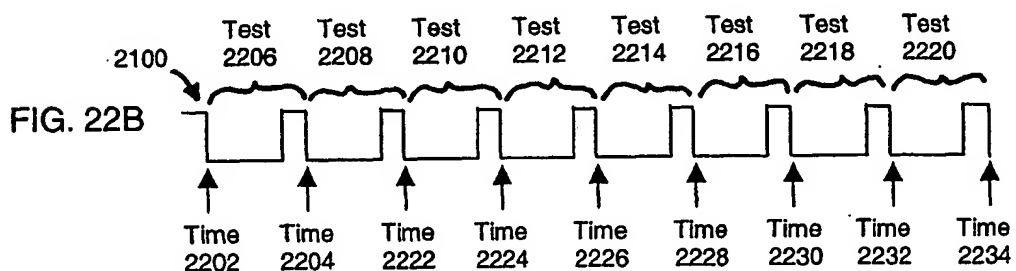 Test Test Test Test Test Test Test Test
2100 2206 2208 2210 2212 2214 2216 2218 2220
FIG. 22B
Time Time Time Time Time Time Time Time Time
2202 2204 2222 2224 2226 2228 2230 2232 2234